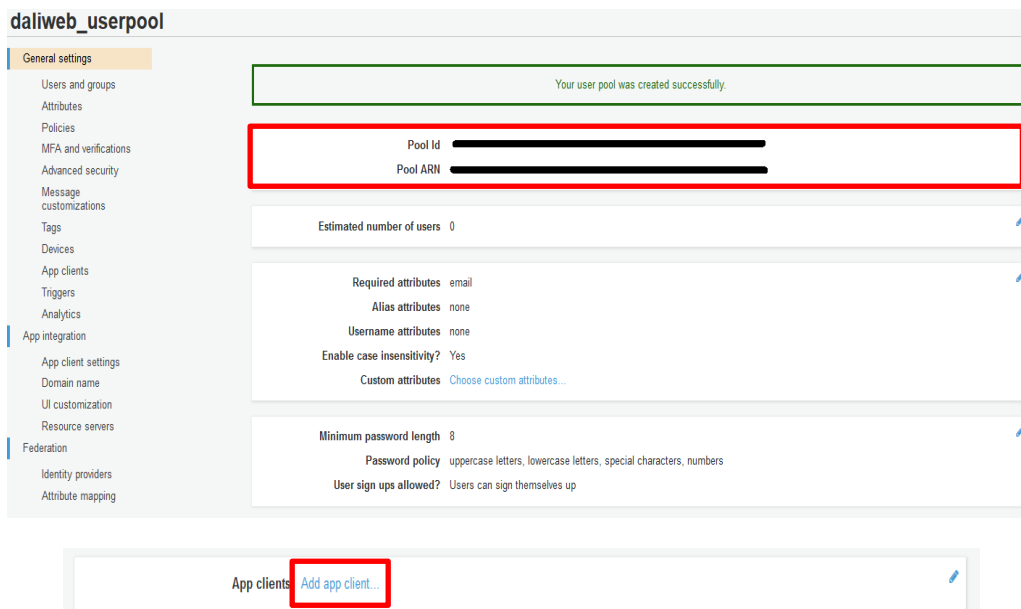 daliweb_userpool
General settings
Users and groups
Attributes
Policies
MFA and verifications
Advanced security
Message
customizations
Tags
Devices
App clients
Triggers
Analytics
App integration
App client settings
Domain name
UI customization
Resource servers
Federation
Identity providers
Attribute mapping
Your user pool was created successfully.
Pool Id
Pool ARN
Estimated number of users 0
Required attributes email
Alias attributes none
Username attributes none
Enable case insensitivity? Yes
Custom attributes Choose custom attributes...
Minimum password length 8
Password policy uppercase letters, lowercase letters, special characters, numbers
User sign ups allowed? Users can sign themselves up
App clients Add app client...